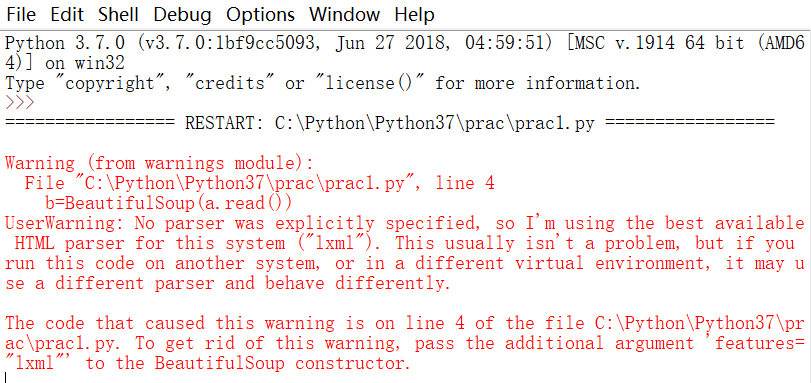 File Edit Shell Debug Options Window Help
Python 3.7.0 (v3.7.0:1bf9cc5093, Jun 27 2018, 04:59:51) [MSC v.1914 64 bit (AMD6
4)] on win32
Type "copyright", "credits" or "license()" for more information.
>>>
================= RESTART: C:\Python\Python37\prac\prac1.py =================
Warning (from warnings module):
  File "C:\Python\Python37\prac\prac1.py", line 4
    b=BeautifulSoup(a.read())
UserWarning: No parser was explicitly specified, so I'm using the best available
 HTML parser for this system ("lxml"). This usually isn't a problem, but if you
run this code on another system, or in a different virtual environment, it may u
se a different parser and behave differently.
The code that caused this warning is on line 4 of the file C:\Python\Python37\pr
ac\prac1.py. To get rid of this warning, pass the additional argument 'features=
"lxml"' to the BeautifulSoup constructor.